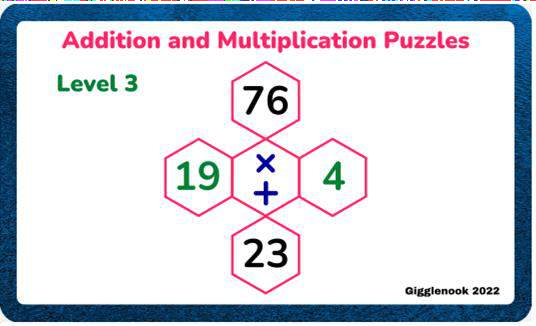 Addition and Multiplication Puzzles
Level 3
76
19 × 4
+
23
Gigglenook 2022